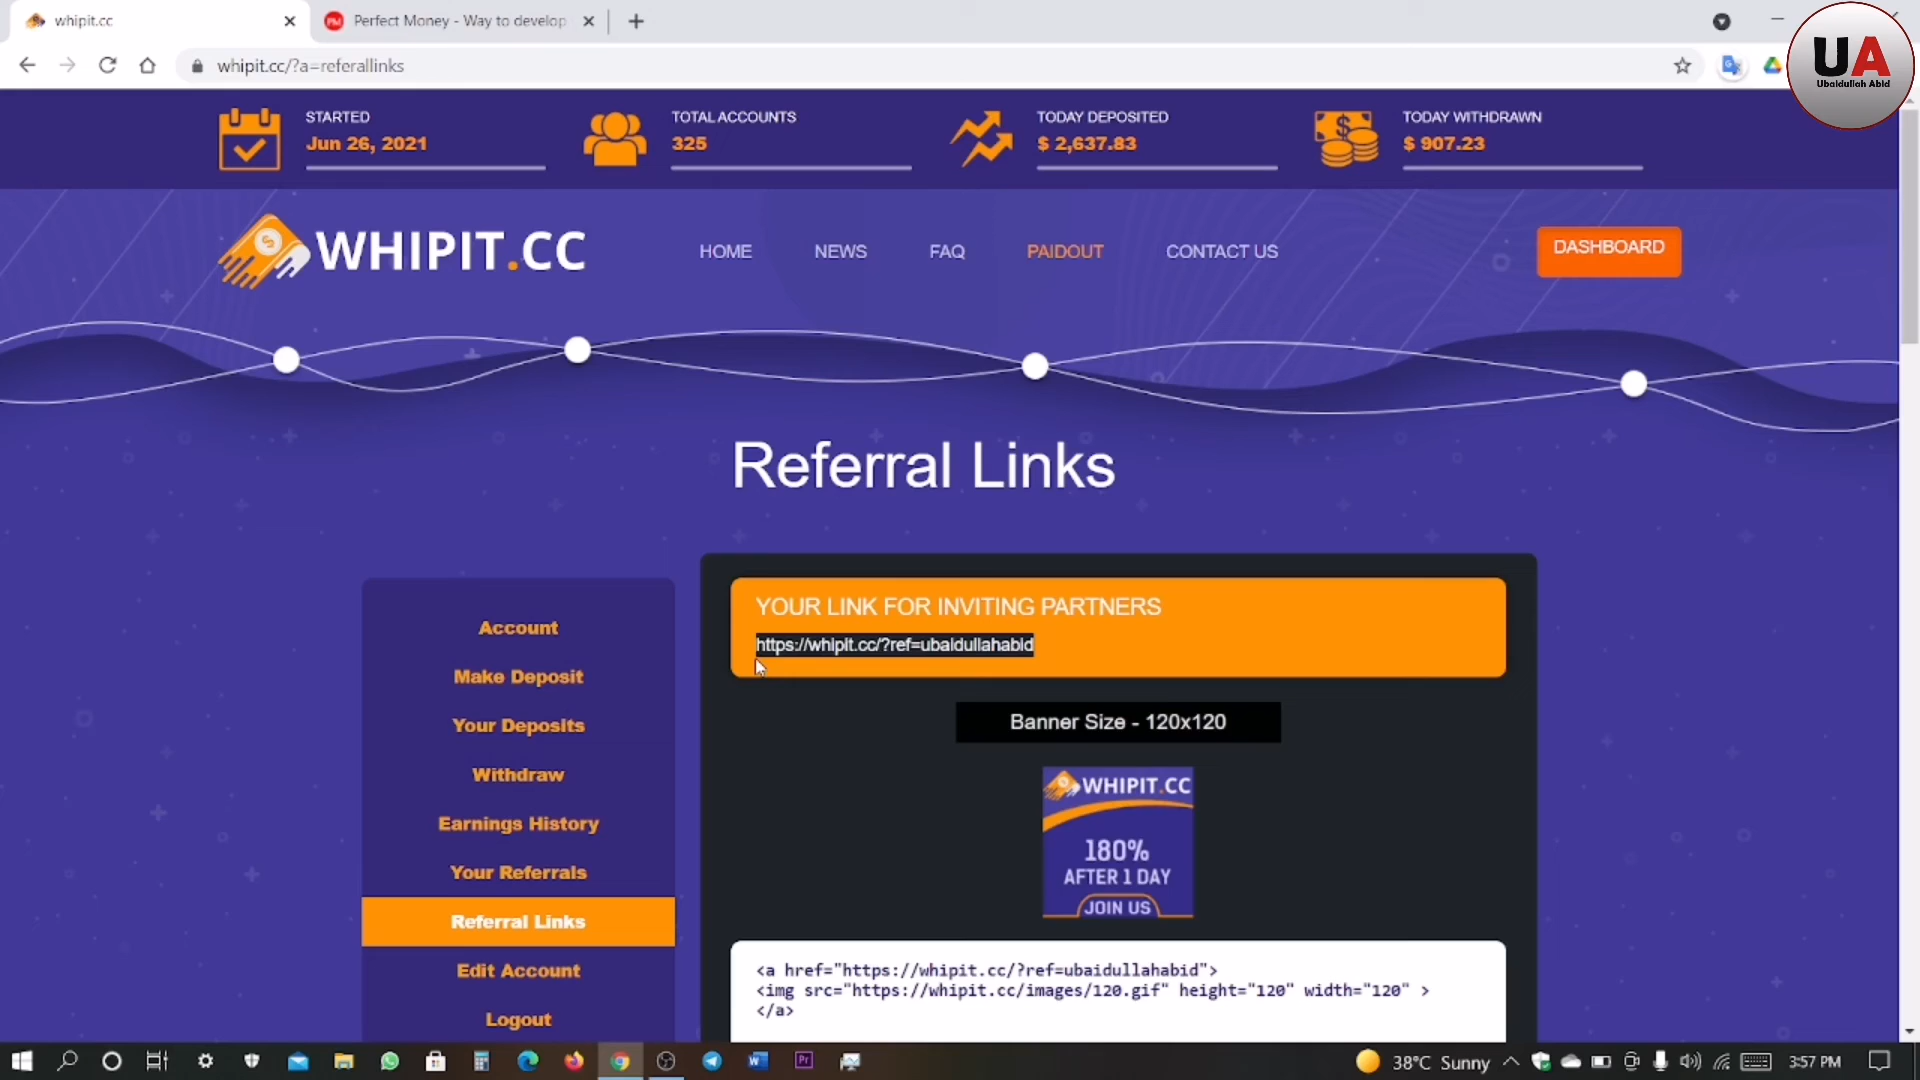 whipit.cc
Perfect Money - Way to develop
whipit.cc/?a=referallinks
UA
Ubaidullah Abid
STARTED
Jun 26, 2021
TOTAL ACCOUNTS
325
TODAY DEPOSITED
$ 2,637.83
TODAY WITHDRAWN
$ 907.23
WHIPIT.CC
HOME
NEWS
FAQ
PAIDOUT
CONTACT US
DASHBOARD
Referral Links
Account
Make Deposit
Your Deposits
Withdraw
Earnings History
Your Referrals
Referral Links
Edit Account
Logout
YOUR LINK FOR INVITING PARTNERS
https://whipit.cc/?ref=ubaidullahabid
Banner Size - 120x120
WHIPIT.CC
180%
AFTER 1 DAY
JOIN US
<a href="https://whipit.cc/?ref=ubaidullahabid">
<img src="https://whipit.cc/images/120.gif" height="120" width="120" >
</a>
38°C Sunny
3:57 PM